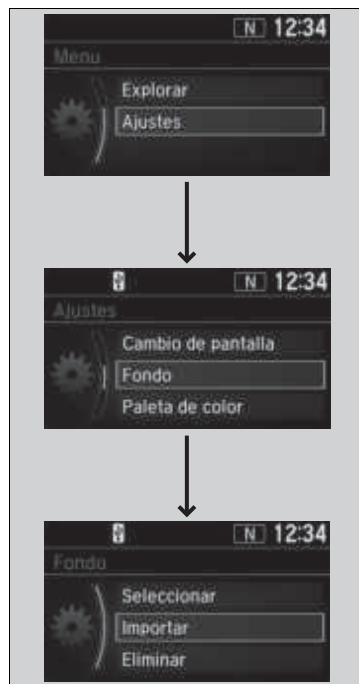 N 12:34
Menu
Explorar
Ajustes
N 12:34
Ajustes
Cambio de pantalla
Fondo
Paleta de color
N 12:34
Fondo
Seleccionar
Importar
Eliminar